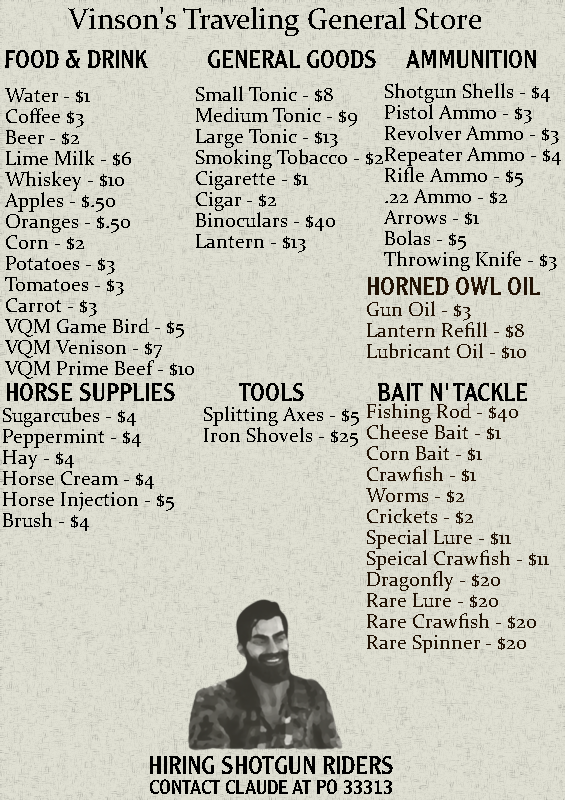 Vinson's Traveling General Store
FOOD & DRINK
Water - $1
Coffee $3
Beer - $2
Lime Milk - $6
Whiskey - $10
Apples - $.50
Oranges - $.50
Corn - $2
Potatoes - $3
Tomatoes - $3
Carrot - $3
VQM Game Bird - $5
VQM Venison - $7
VQM Prime Beef - $10
GENERAL GOODS
Small Tonic - $8
Medium Tonic - $9
Large Tonic - $13
Smoking Tobacco - $2
Cigarette - $1
Cigar - $2
Binoculars - $40
Lantern - $13
AMMUNITION
Shotgun Shells - $4
Pistol Ammo - $3
Revolver Ammo - $3
Repeater Ammo - $4
Rifle Ammo - $5
.22 Ammo - $2
Arrows - $1
Bolas - $5
Throwing Knife - $3
HORNED OWL OIL
Gun Oil - $3
Lantern Refill - $8
Lubricant Oil - $10
HORSE SUPPLIES
Sugarcubes - $4
Peppermint - $4
Hay - $4
Horse Cream - $4
Horse Injection - $5
Brush - $4
TOOLS
Splitting Axes - $5
Iron Shovels - $25
BAIT N' TACKLE
Fishing Rod - $40
Cheese Bait - $1
Corn Bait - $1
Crawfish - $1
Worms - $2
Crickets - $2
Special Lure - $11
Speical Crawfish - $11
Dragonfly - $20
Rare Lure - $20
Rare Crawfish - $20
Rare Spinner - $20
HIRING SHOTGUN RIDERS
CONTACT CLAUDE AT PO 33313